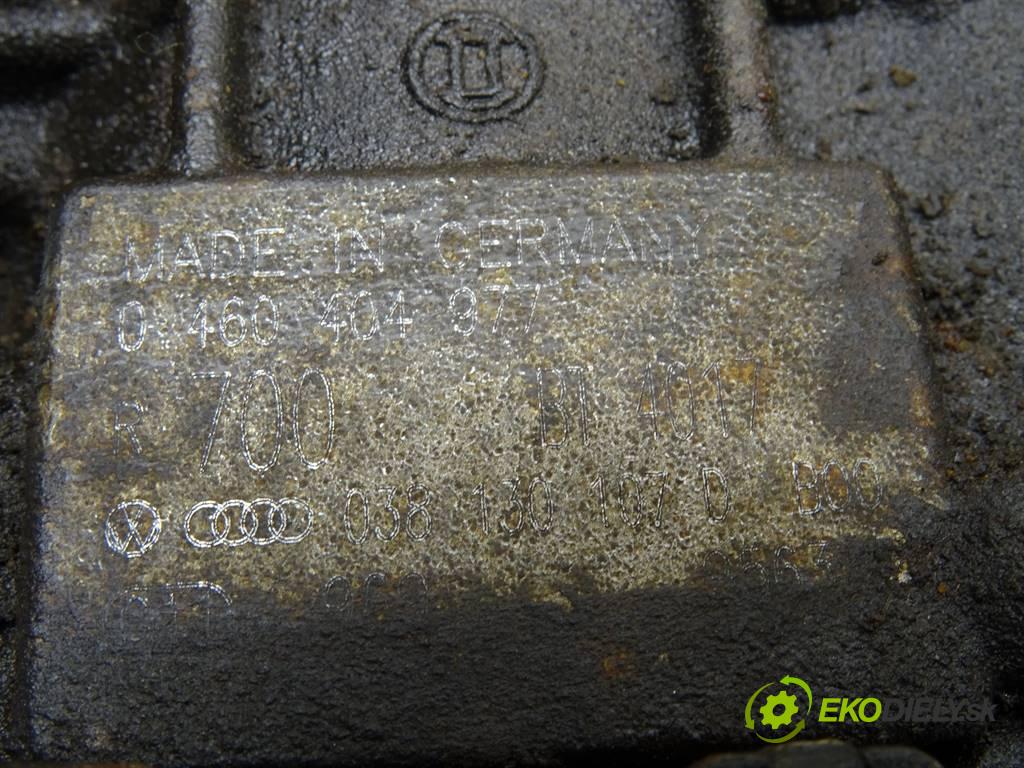 MADE IN GERMANY
0 460 404 977
R 700 BT 4017
038 130 107 D B00
EKODIELY.sk